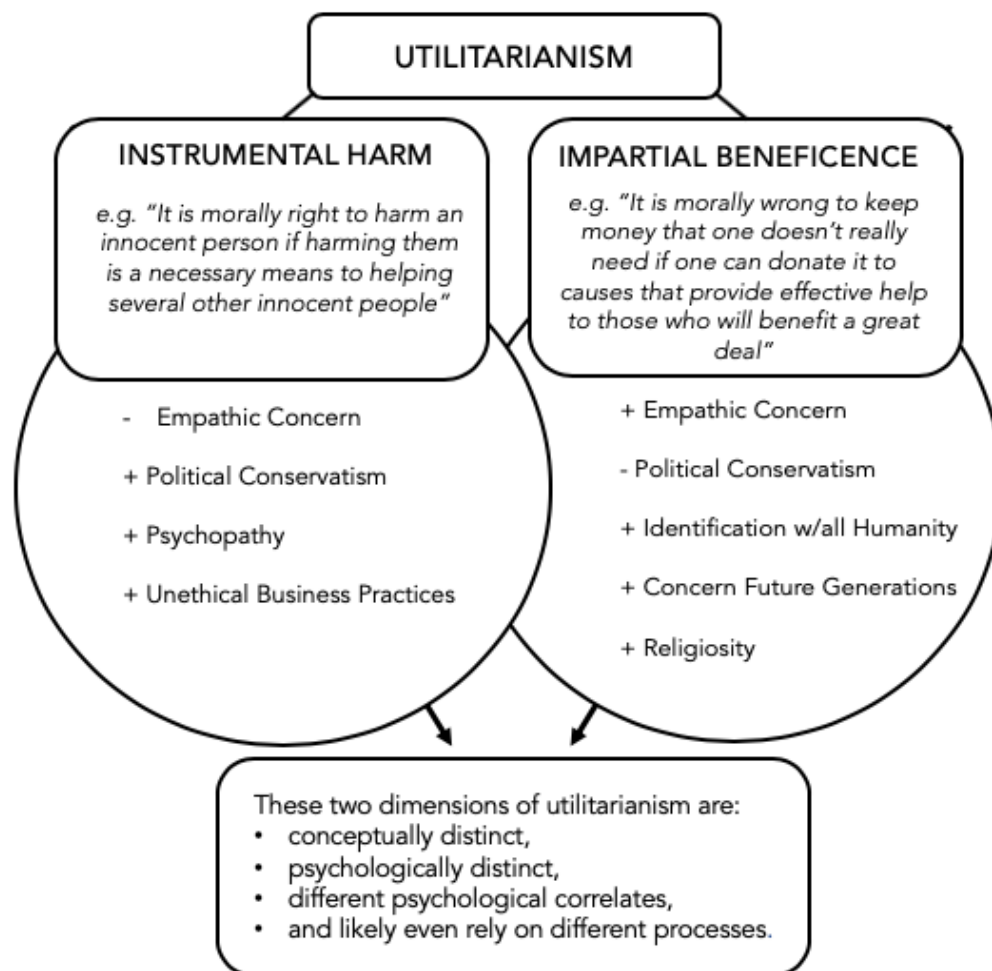 UTILITARIANISM
INSTRUMENTAL HARM
e.g. “It is morally right to harm an
innocent person if harming them
is a necessary means to helping
several other innocent people”
- Empathic Concern
+ Political Conservatism
+ Psychopathy
+ Unethical Business Practices
IMPARTIAL BENEFICENCE
e.g. “It is morally wrong to keep
money that one doesn’t really
need if one can donate it to
causes that provide effective help
to those who will benefit a great
deal”
+ Empathic Concern
- Political Conservatism
+ Identification w/all Humanity
+ Concern Future Generations
+ Religiosity
These two dimensions of utilitarianism are:
• conceptually distinct,
• psychologically distinct,
• different psychological correlates,
• and likely even rely on different processes.